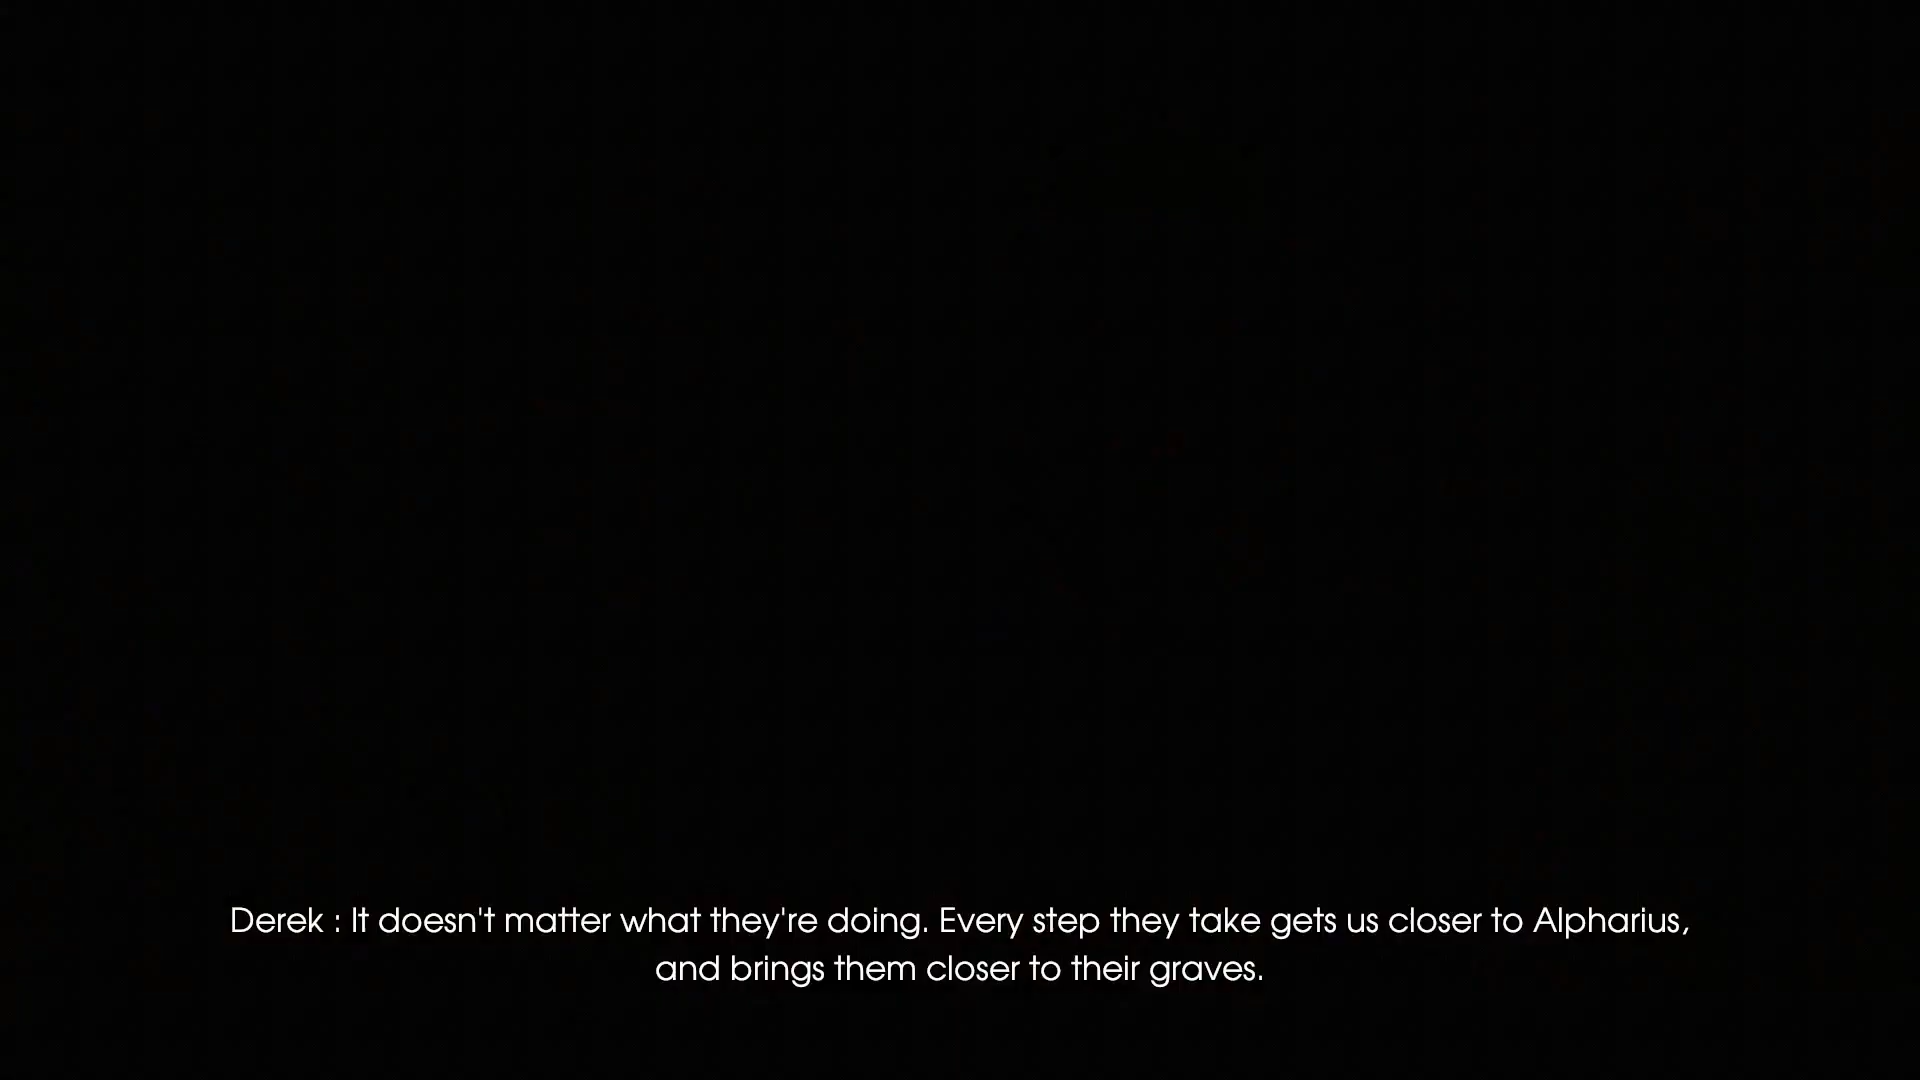 Derek : It doesn't matter what they're doing. Every step they take gets us closer to Alpharius,
and brings them closer to their graves.